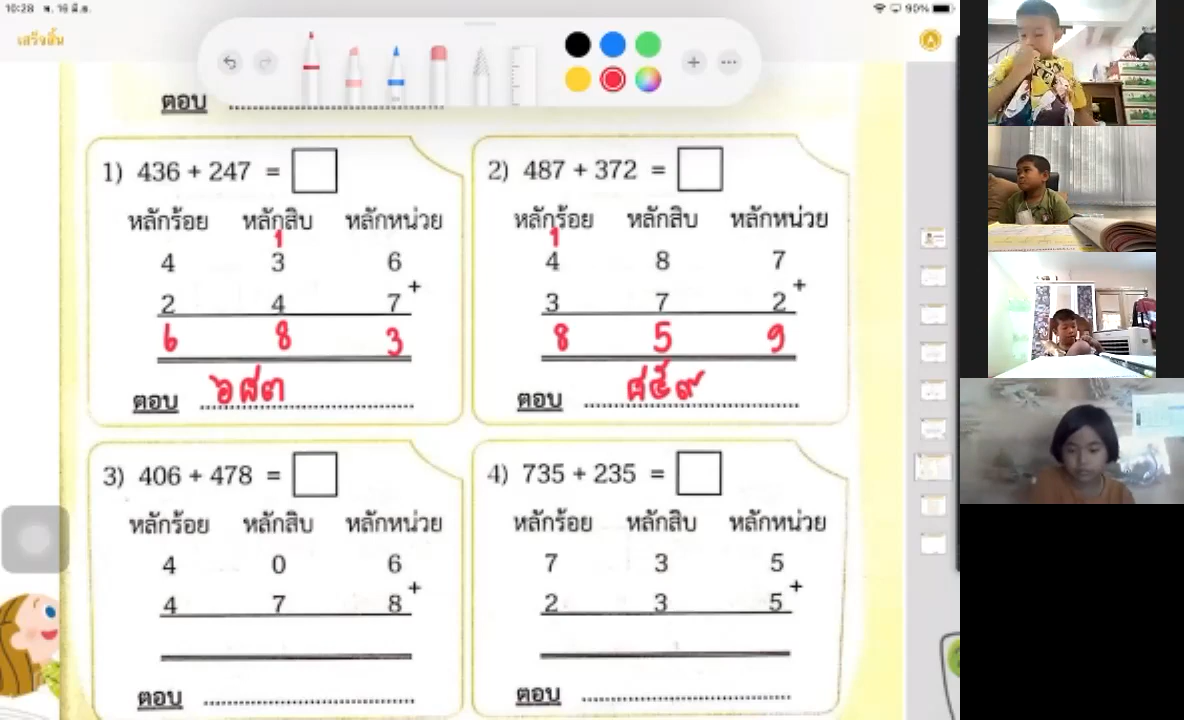 10:28 พ. 16 มิ.ย.
90%
เสร็จสิ้น
ตอบ
1) 436 + 247 =
หลักร้อย หลักสิบ หลักหน่วย
1
4 3 6
+
2 4 7
6 8 3
ตอบ ๖๘๓
2) 487 + 372 =
หลักร้อย หลักสิบ หลักหน่วย
1
4 8 7
+
3 7 2
8 5 9
ตอบ ๘๕๙
3) 406 + 478 =
หลักร้อย หลักสิบ หลักหน่วย
4 0 6
+
4 7 8
ตอบ
4) 735 + 235 =
หลักร้อย หลักสิบ หลักหน่วย
7 3 5
+
2 3 5
ตอบ